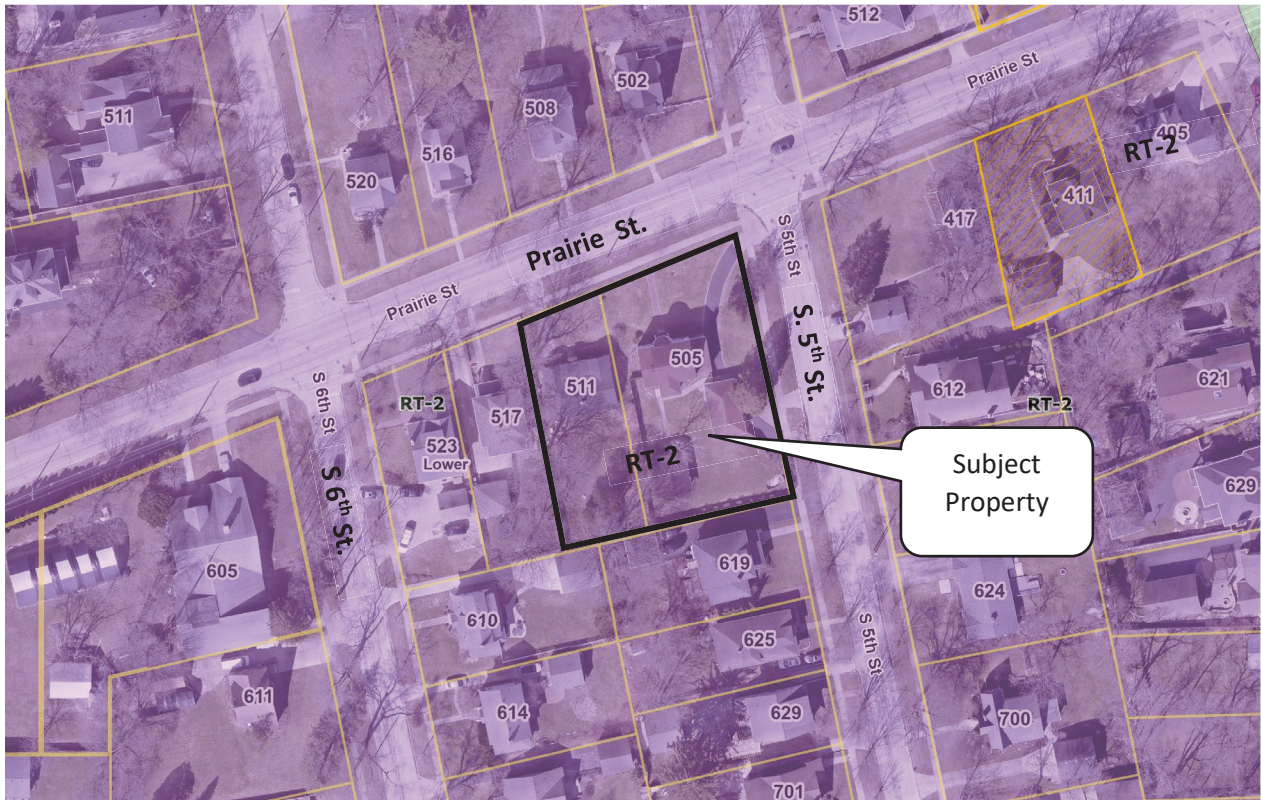 512
Prairie St
502
511
508
405
RT-2
516
520
411
417
S 5th St
Prairie St.
Prairie St
S. 5th St.
505
511
612
621
RT-2
RT-2
S 6th St
517
523
Lower
RT-2
Subject
Property
S 6th St.
629
605
619
624
610
625
S 5th St
611
614
629
700
701